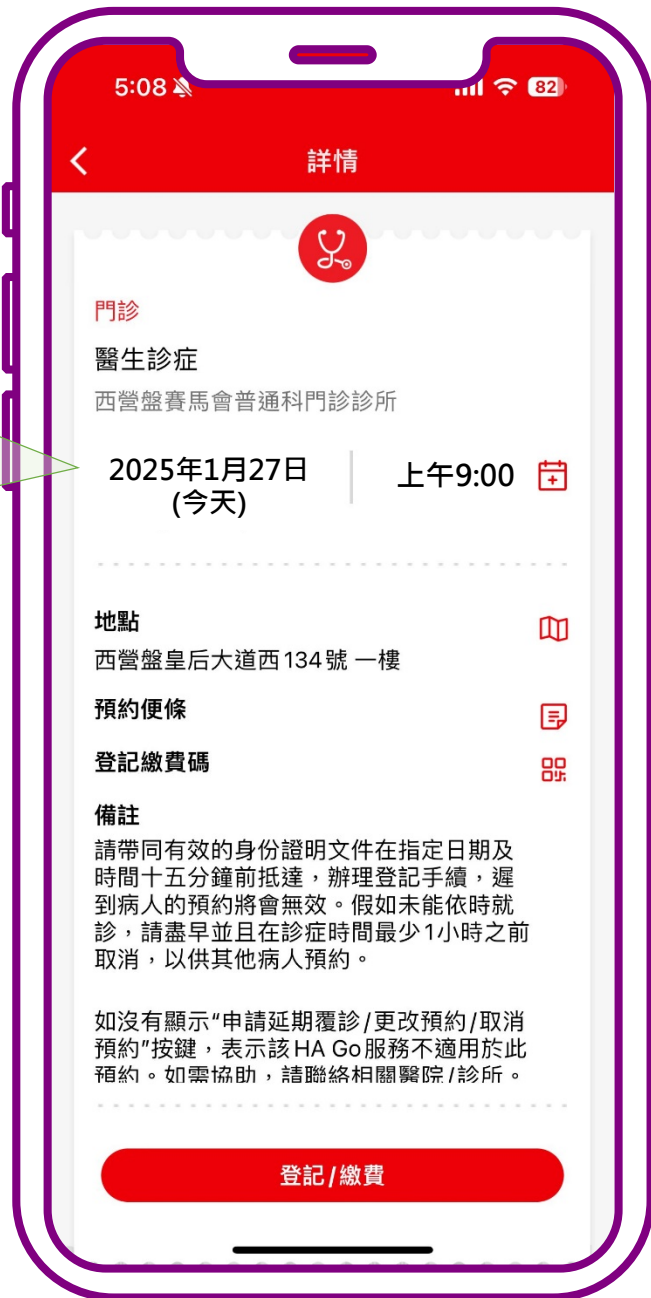 5:08
82
詳情
門診
醫生診症
西營盤賽馬會普通科門診診所
2025年1月27日
(今天)
上午9:00
地點
西營盤皇后大道西134號 一樓
預約便條
登記繳費碼
備註
請帶同有效的身份證明文件在指定日期及
時間十五分鐘前抵達，辦理登記手續，遲
到病人的預約將會無效。假如未能依時就
診，請盡早並且在診症時間最少1小時之前
取消，以供其他病人預約。
如沒有顯示“申請延期覆診/更改預約/取消
預約”按鍵，表示該HA Go服務不適用於此
預約。如需協助，請聯絡相關醫院/診所。
登記/繳費